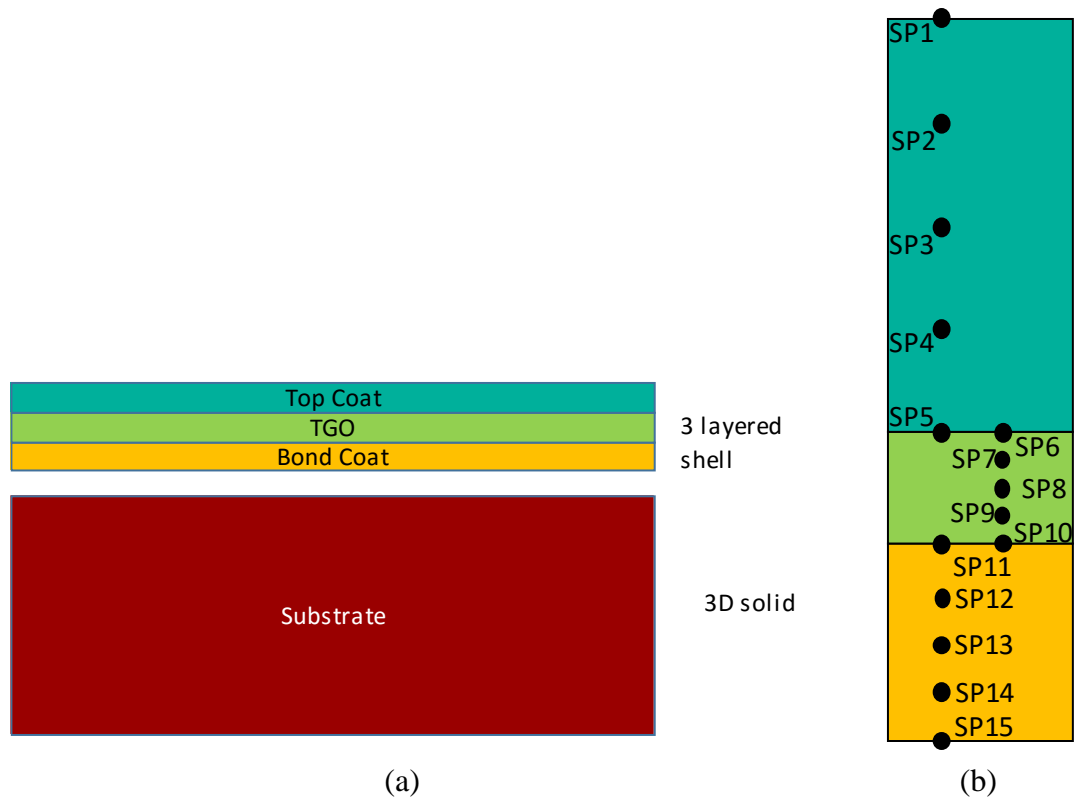 Top Coat
TGO
Bond Coat
3 layered
shell
Substrate
3D solid
(a)
SP1
SP2
SP3
SP4
SP5
SP6
SP7
SP8
SP9
SP10
SP11
SP12
SP13
SP14
SP15
(b)